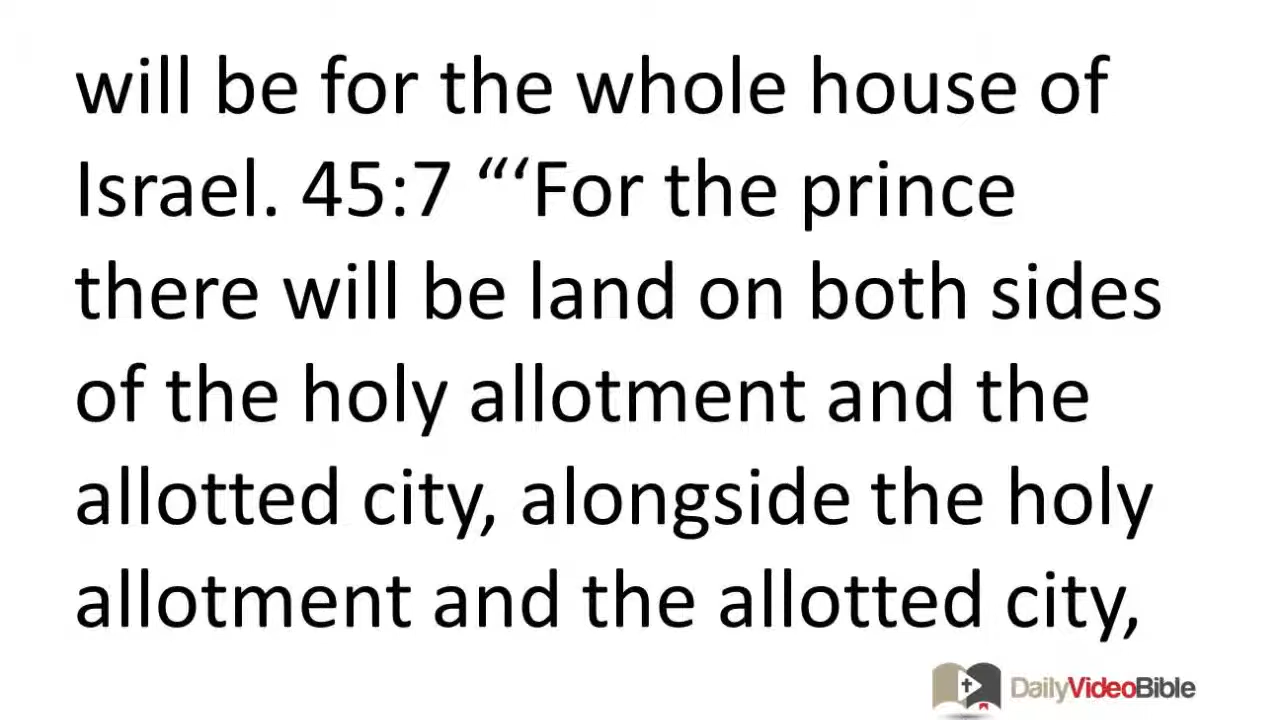 will be for the whole house of
Israel. 45:7 “‘For the prince
there will be land on both sides
of the holy allotment and the
allotted city, alongside the holy
allotment and the allotted city,
DailyVideoBible